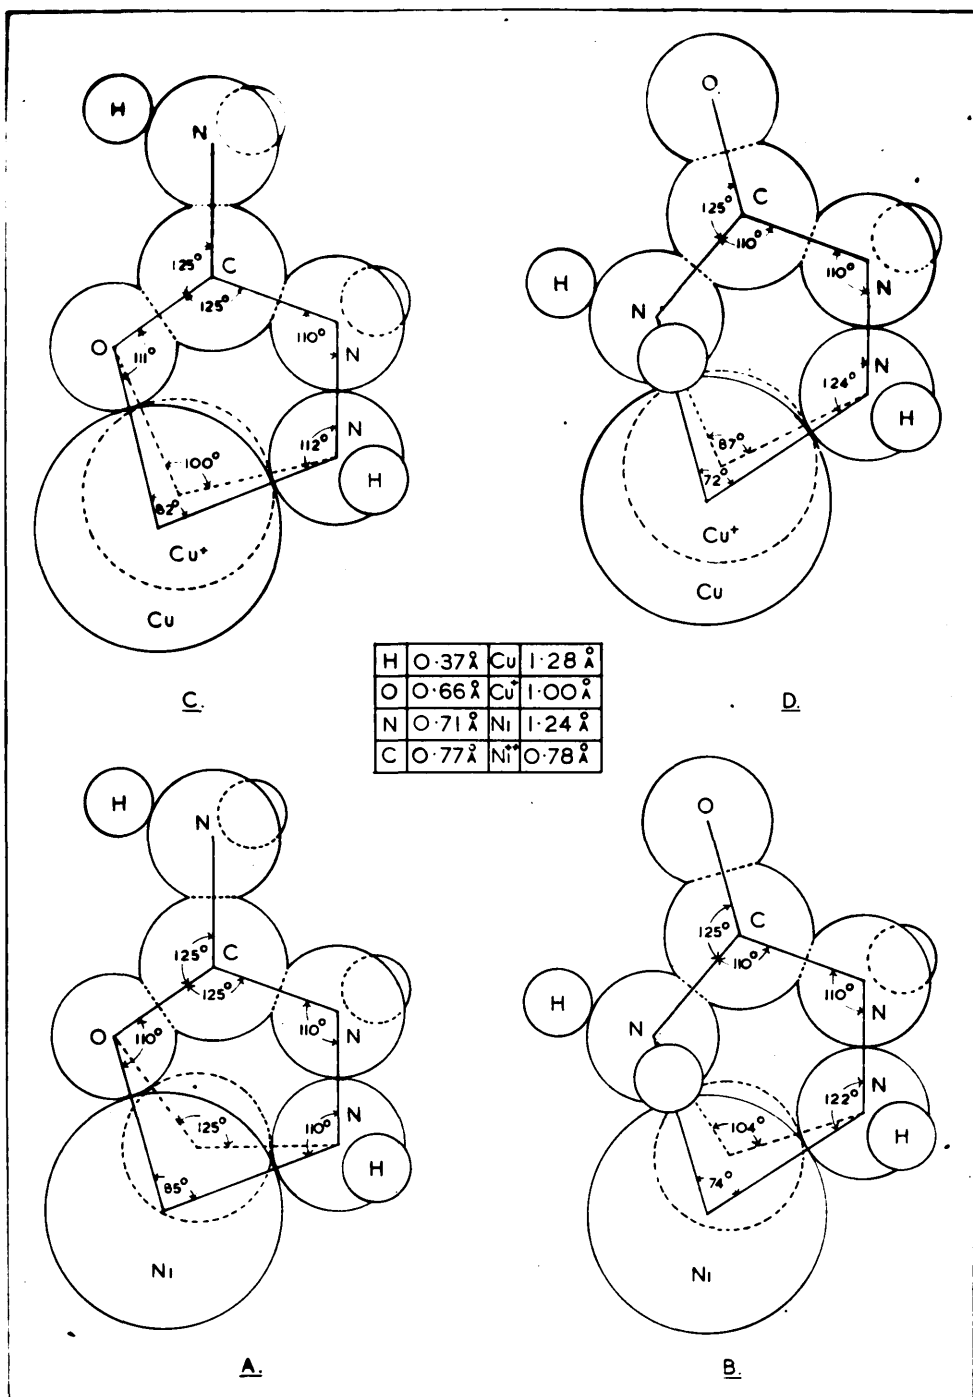 H
N
125°
C
125°
O
111°
110°
N
N
112°
H
100°
82°
Cu⁺
Cu
C.
O
C
125°
110°
H
N
110°
N
N
124°
H
87°
72°
Cu⁺
Cu
D.
H 0·37Å Cu 1·28Å
O 0·66Å Cu⁺ 1·00Å
N 0·71Å Ni 1·24Å
C 0·77Å Ni⁺⁺ 0·78Å
H
N
125°
C
125°
O
110°
110°
N
N
110°
H
125°
85°
Ni
A.
O
C
125°
110°
H
N
110°
N
N
122°
H
104°
74°
Ni
B.